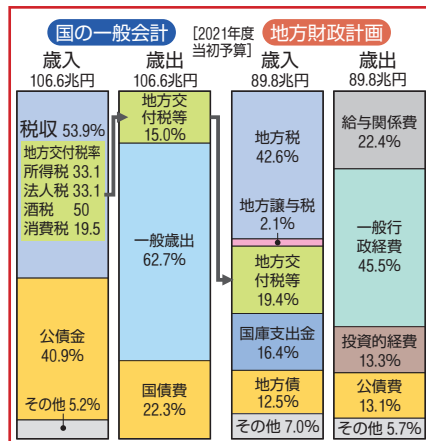 国の一般会計
[2021年度
当初予算]
地方財政計画
歳入
106.6兆円
歳出
106.6兆円
歳入
89.8兆円
歳出
89.8兆円
税収 53.9%
地方交付税率
所得税 33.1
法人税 33.1
酒税 50
消費税 19.5
公債金
40.9%
その他 5.2%
地方交
付税等
15.0%
一般歳出
62.7%
国債費
22.3%
地方税
42.6%
地方譲与税
2.1%
地方交
付税等
19.4%
国庫支出金
16.4%
地方債
12.5%
その他 7.0%
給与関係費
22.4%
一般行
政経費
45.5%
投資的経費
13.3%
公債費
13.1%
その他 5.7%